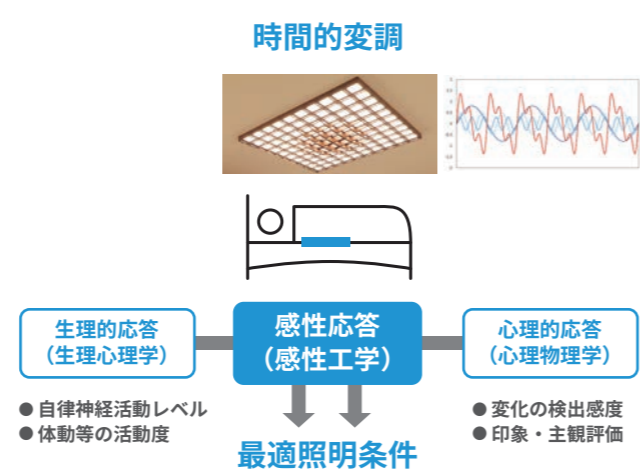 時間的変調
生理的応答
（生理心理学）
感性応答
（感性工学）
心理的応答
（心理物理学）
● 自律神経活動レベル
● 体動等の活動度
● 変化の検出感度
● 印象・主観評価
最適照明条件